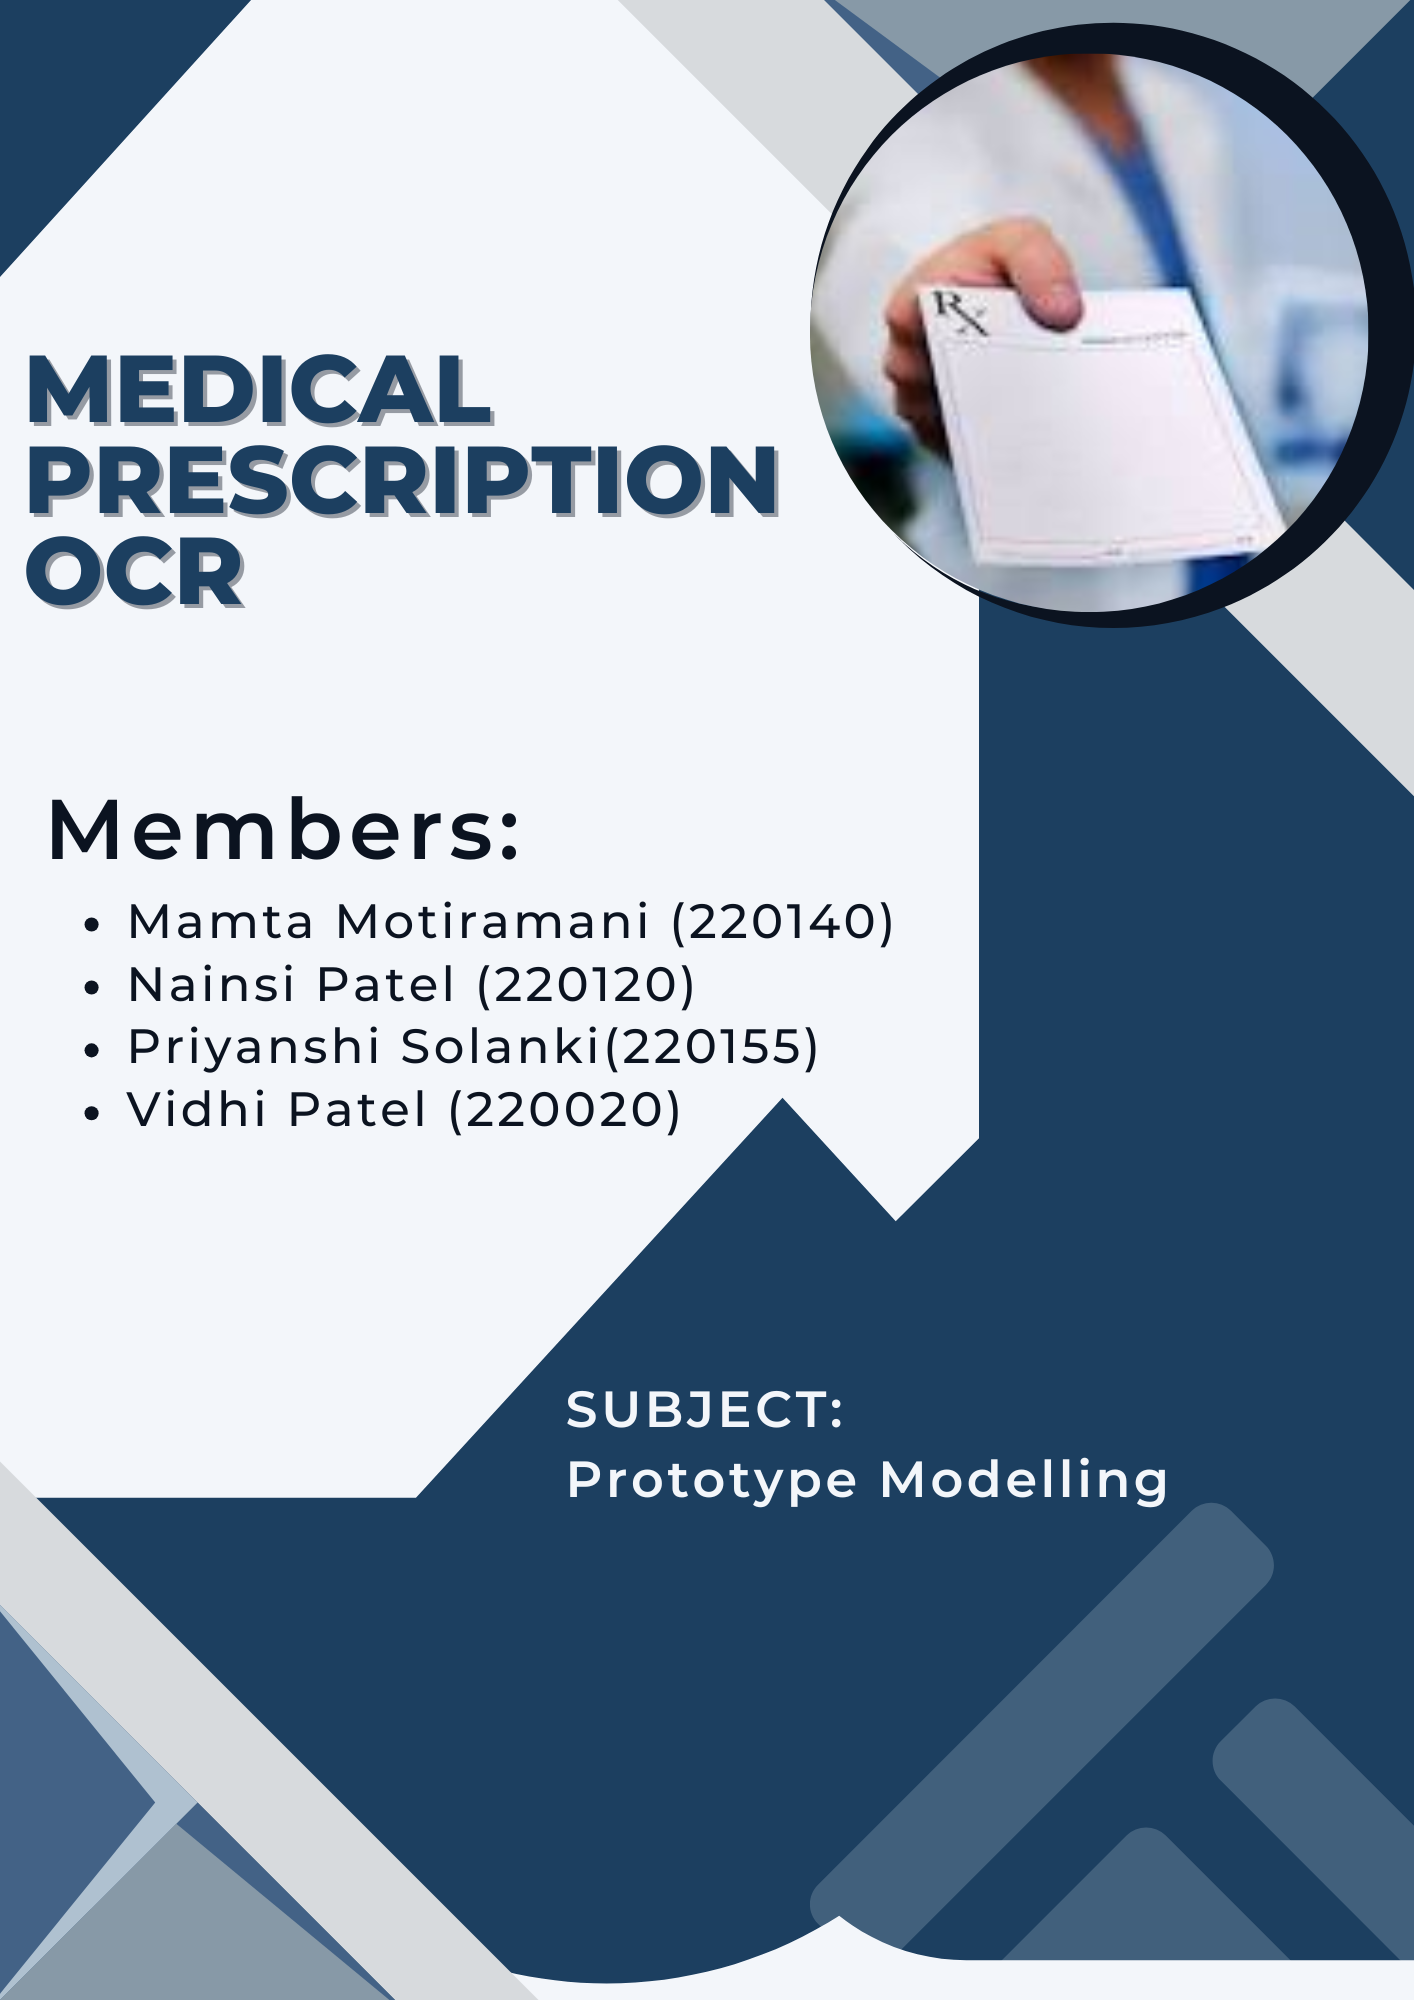 Rx
MEDICAL
PRESCRIPTION
OCR
Members:
• Mamta Motiramani (220140)
• Nainsi Patel (220120)
• Priyanshi Solanki(220155)
• Vidhi Patel (220020)
SUBJECT:
Prototype Modelling